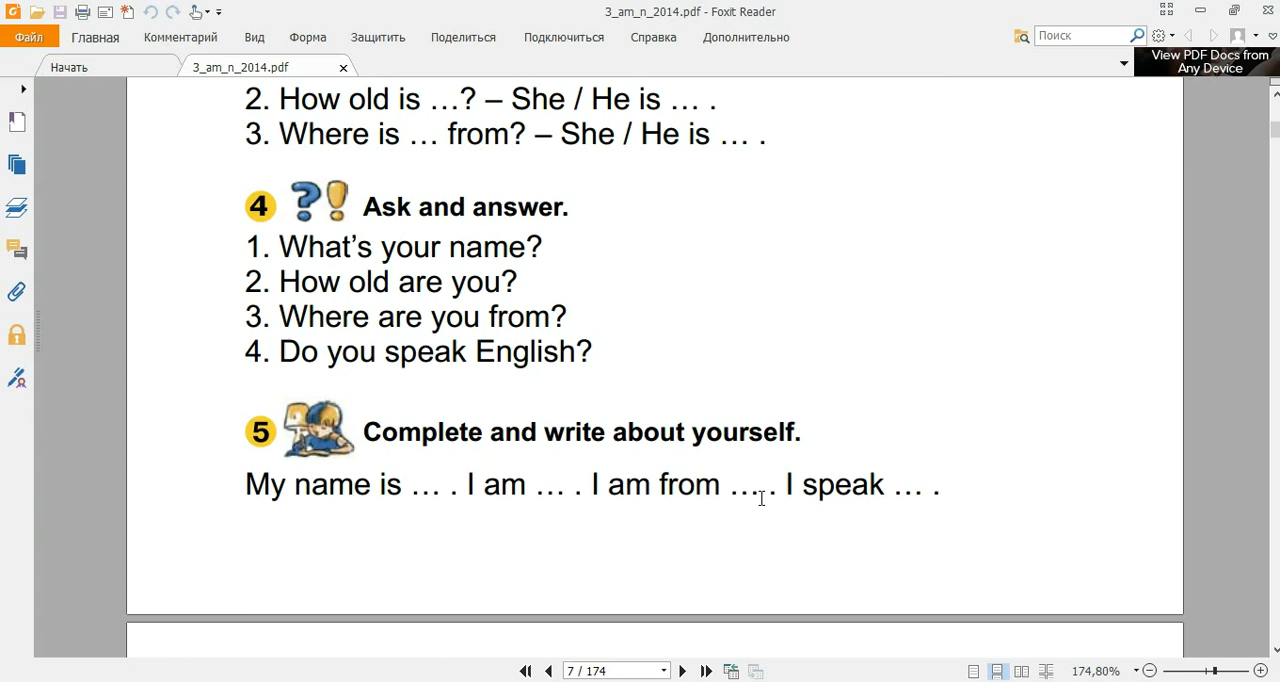 3_am_n_2014.pdf - Foxit Reader
Файл Главная Комментарий Вид Форма Защитить Поделиться Подключиться Справка Дополнительно Поиск
Начать 3_am_n_2014.pdf View PDF Docs from
Any Device
2. How old is …? – She / He is … .
3. Where is … from? – She / He is … .
4 ?! Ask and answer.
1. What’s your name?
2. How old are you?
3. Where are you from?
4. Do you speak English?
5 Complete and write about yourself.
My name is … . I am … . I am from … . I speak … .
7 / 174 174,80%